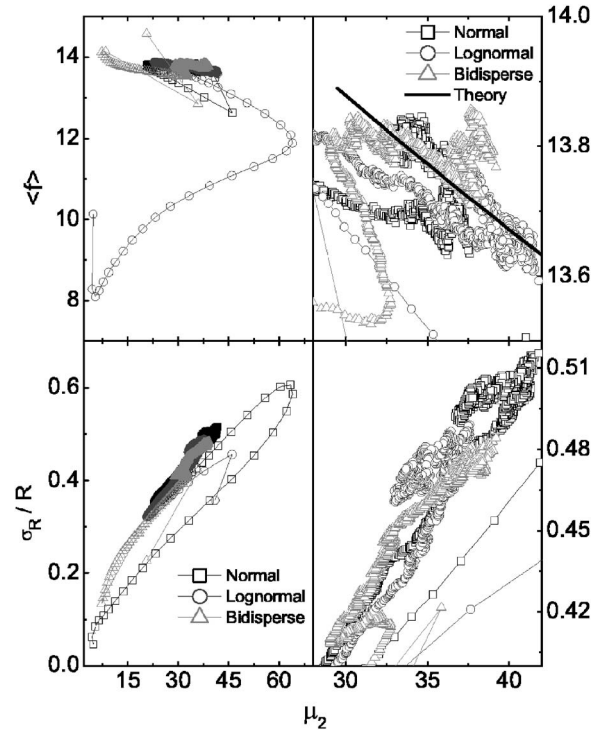 14
12
10
8
<f>
Normal
Lognormal
Bidisperse
Theory
14.0
13.8
13.6
0.6
0.4
0.2
0.0
σR / R
Normal
Lognormal
Bidisperse
0.51
0.48
0.45
0.42
15 30 45 60
30 35 40
μ2